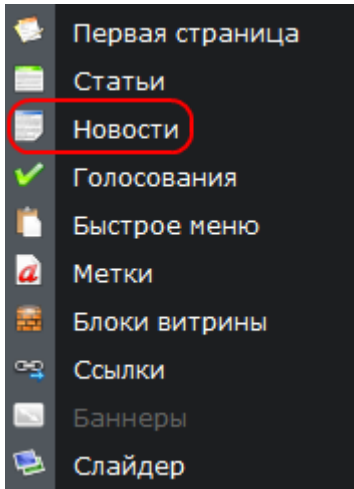 Первая страница
Статьи
Новости
Голосования
Быстрое меню
Метки
Блоки витрины
Ссылки
Баннеры
Слайдер